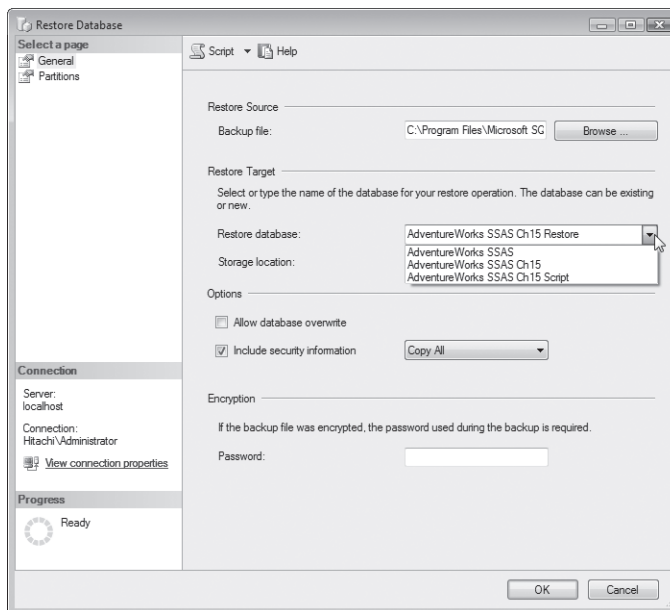 Restore Database
Select a page
General
Partitions
Script
Help
Restore Source
Backup file:
C:\Program Files\Microsoft SQ
Browse ...
Restore Target
Select or type the name of the database for your restore operation. The database can be existing
or new.
Restore database:
AdventureWorks SSAS Ch15 Restore
AdventureWorks SSAS
AdventureWorks SSAS Ch15
AdventureWorks SSAS Ch15 Script
Storage location:
Options
Allow database overwrite
Include security information
Copy All
Encryption
If the backup file was encrypted, the password used during the backup is required.
Password:
Connection
Server:
localhost
Connection:
Hitachi\Administrator
View connection properties
Progress
Ready
OK
Cancel